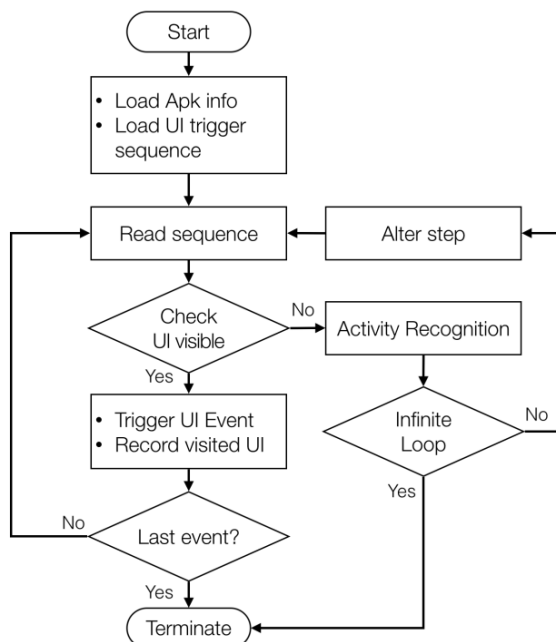 Start
• Load Apk info
• Load UI trigger
sequence
Read sequence
Alter step
Check
UI visible
No
Activity Recognition
Yes
• Trigger UI Event
• Record visited UI
Infinite
Loop
No
Yes
No
Last event?
Yes
Terminate